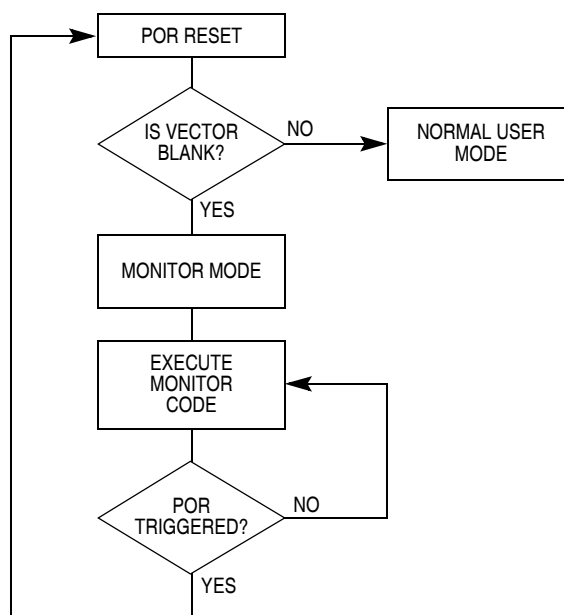 POR RESET
IS VECTOR
BLANK?
NO
NORMAL USER
MODE
YES
MONITOR MODE
EXECUTE
MONITOR
CODE
POR
TRIGGERED?
NO
YES